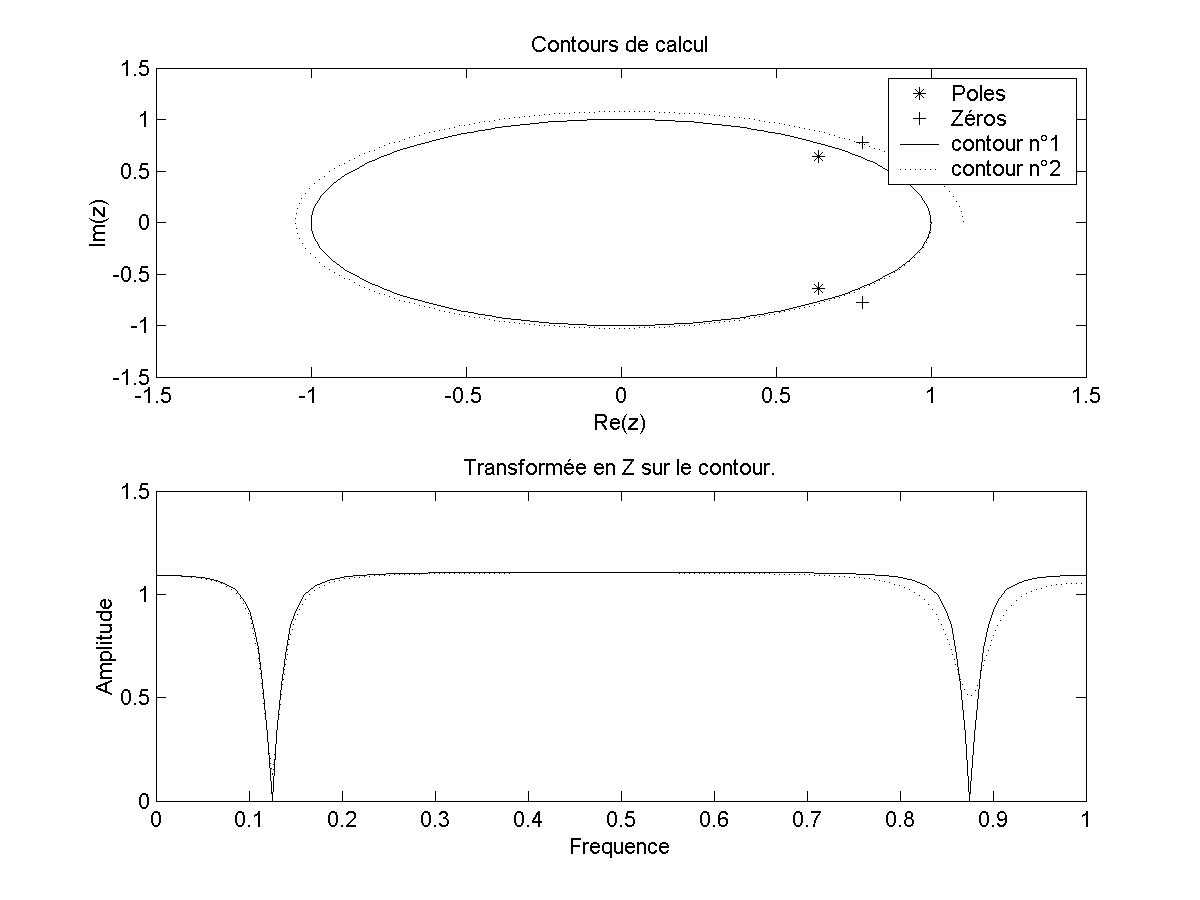 Contours de calcul
1.5
1
0.5
0
-0.5
-1
-1.5
Im(z)
Poles
Zéros
contour n°1
contour n°2
-1.5 -1 -0.5 0 0.5 1 1.5
Re(z)
Transformée en Z sur le contour.
1.5
1
0.5
0
Amplitude
0 0.1 0.2 0.3 0.4 0.5 0.6 0.7 0.8 0.9 1
Frequence